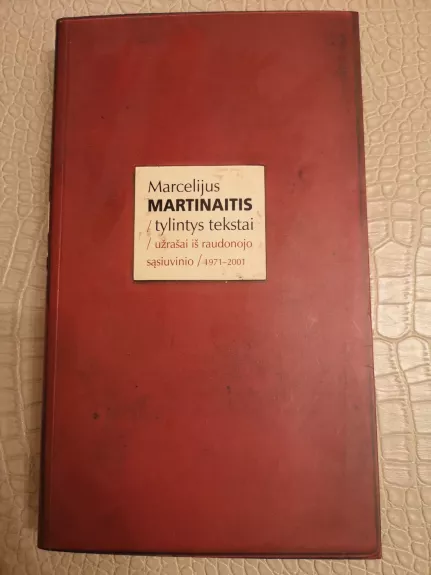 Marcelijus
MARTINAITIS
/ tylintys tekstai
/ užrašai iš raudonojo
sąsiuvinio / 1971–2001